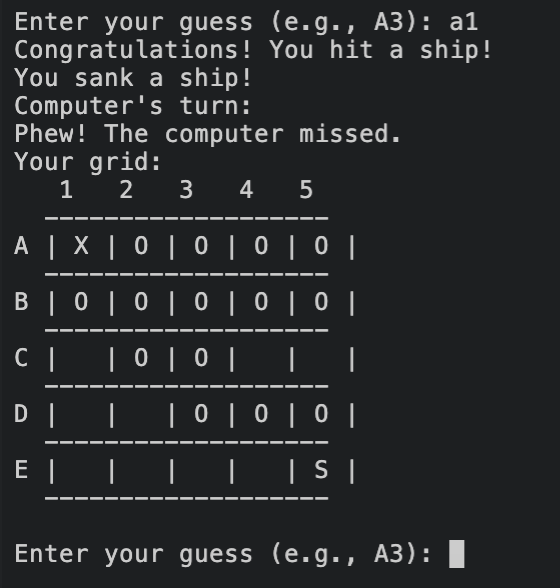 Enter your guess (e.g., A3): a1
Congratulations! You hit a ship!
You sank a ship!
Computer's turn:
Phew! The computer missed.
Your grid:
   1   2   3   4   5
  -------------------
A | X | O | O | O | O |
  -------------------
B | O | O | O | O | O |
  -------------------
C |   | O | O |   |   |
  -------------------
D |   |   | O | O | O |
  -------------------
E |   |   |   |   | S |
  -------------------
Enter your guess (e.g., A3):